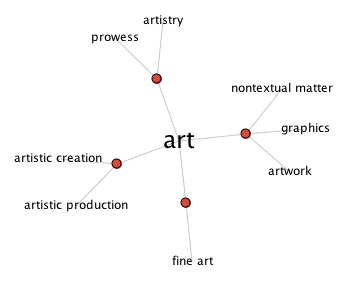 artistry
prowess
nontextual matter
graphics
art
artistic creation
artwork
artistic production
fine art